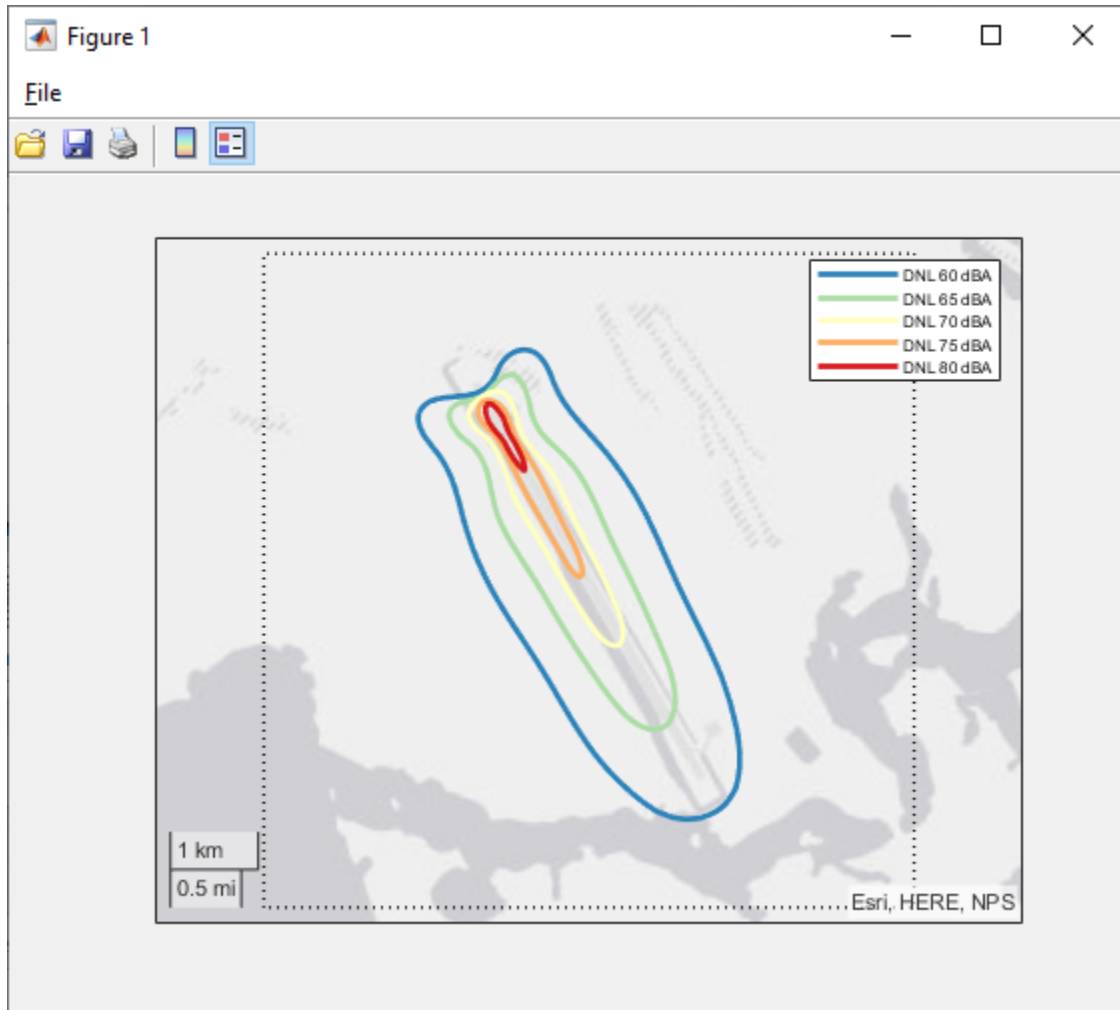 Figure 1
File
DNL 60 dBA
DNL 65 dBA
DNL 70 dBA
DNL 75 dBA
DNL 80 dBA
1 km
0.5 mi
Esri, HERE, NPS